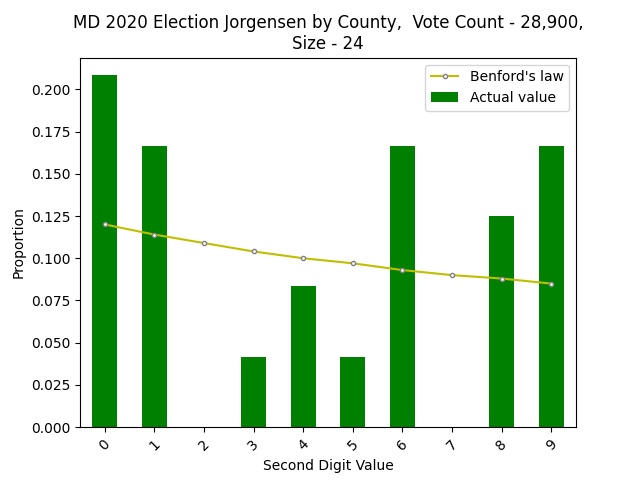 MD 2020 Election Jorgensen by County,  Vote Count - 28,900,
Size - 24
Benford's law
Actual value
0.200
0.175
0.150
0.125
0.100
0.075
0.050
0.025
0.000
Proportion
0 1 2 3 4 5 6 7 8 9
Second Digit Value